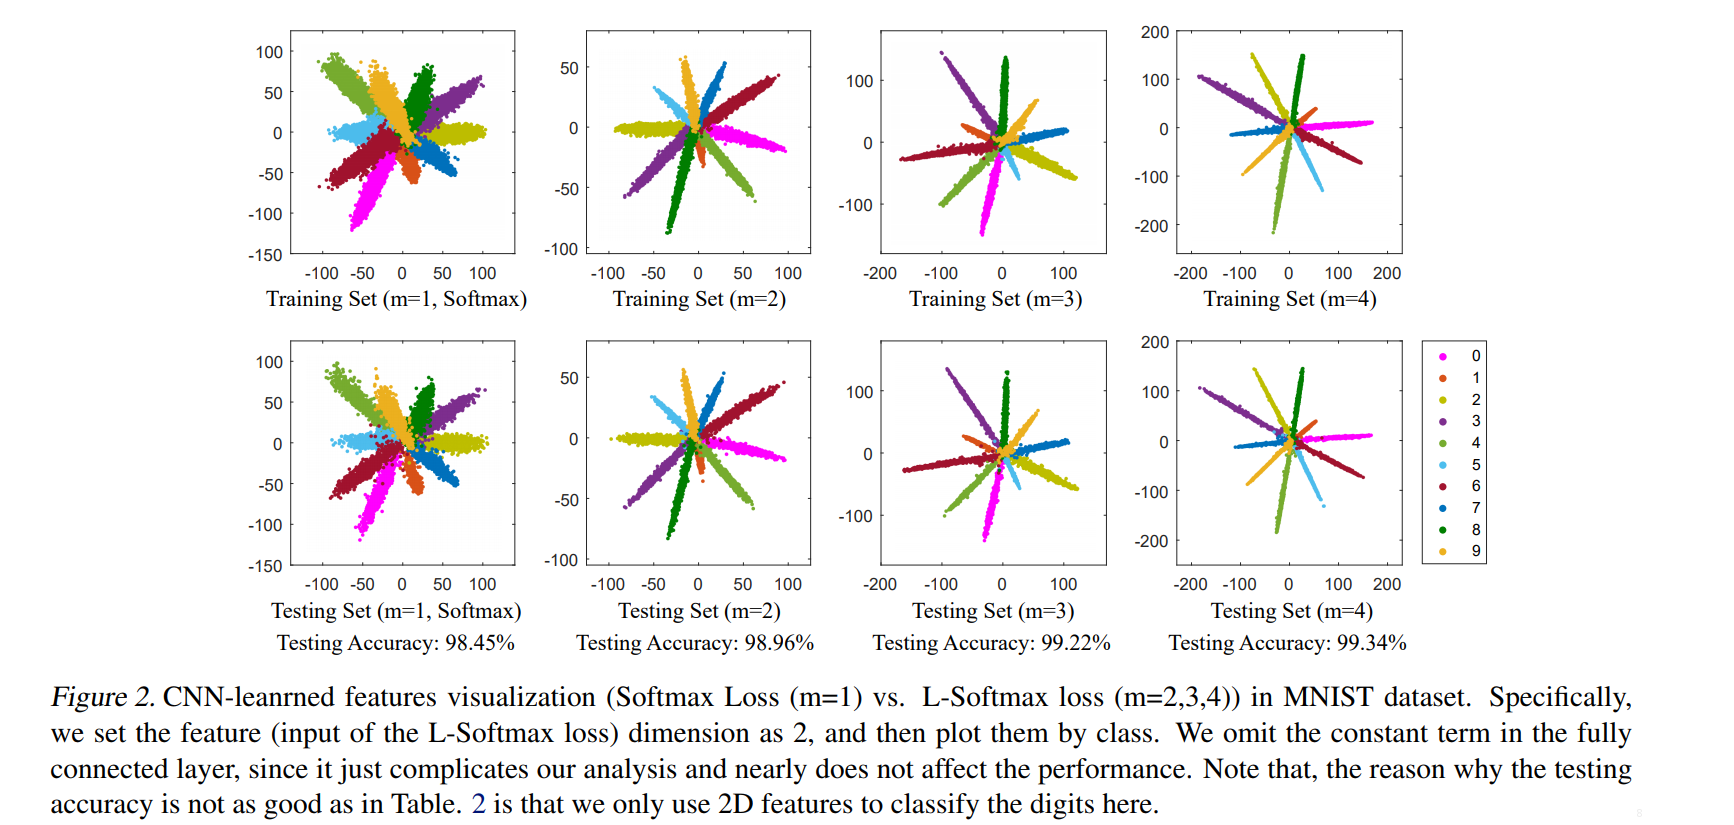 100
50
0
-50
-100
-150
-100 -50 0 50 100
Training Set (m=1, Softmax)
50
0
-50
-100
-100 -50 0 50 100
Training Set (m=2)
100
0
-100
-200 -100 0 100
Training Set (m=3)
200
100
0
-100
-200
-200 -100 0 100 200
Training Set (m=4)
100
50
0
-50
-100
-150
-100 -50 0 50 100
Testing Set (m=1, Softmax)
Testing Accuracy: 98.45%
50
0
-50
-100
-100 -50 0 50 100
Testing Set (m=2)
Testing Accuracy: 98.96%
100
0
-100
-200 -100 0 100
Testing Set (m=3)
Testing Accuracy: 99.22%
200
100
0
-100
-200
-200 -100 0 100 200
Testing Set (m=4)
Testing Accuracy: 99.34%
0
1
2
3
4
5
6
7
8
9
Figure 2. CNN-leanrned features visualization (Softmax Loss (m=1) vs. L-Softmax loss (m=2,3,4)) in MNIST dataset. Specifically,
we set the feature (input of the L-Softmax loss) dimension as 2, and then plot them by class. We omit the constant term in the fully
connected layer, since it just complicates our analysis and nearly does not affect the performance. Note that, the reason why the testing
accuracy is not as good as in Table. 2 is that we only use 2D features to classify the digits here.